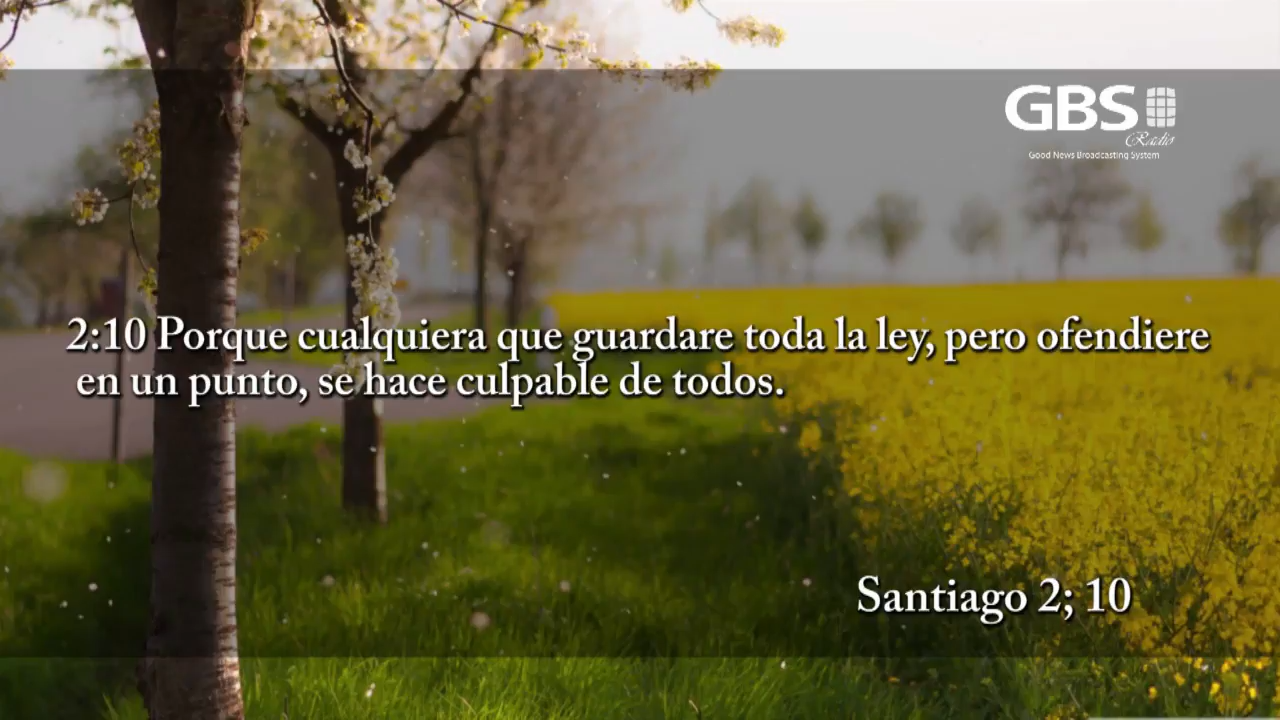 GBS
Radio
Good News Broadcasting System
2:10 Porque cualquiera que guardare toda la ley, pero ofendiere
en un punto, se hace culpable de todos.
Santiago 2; 10